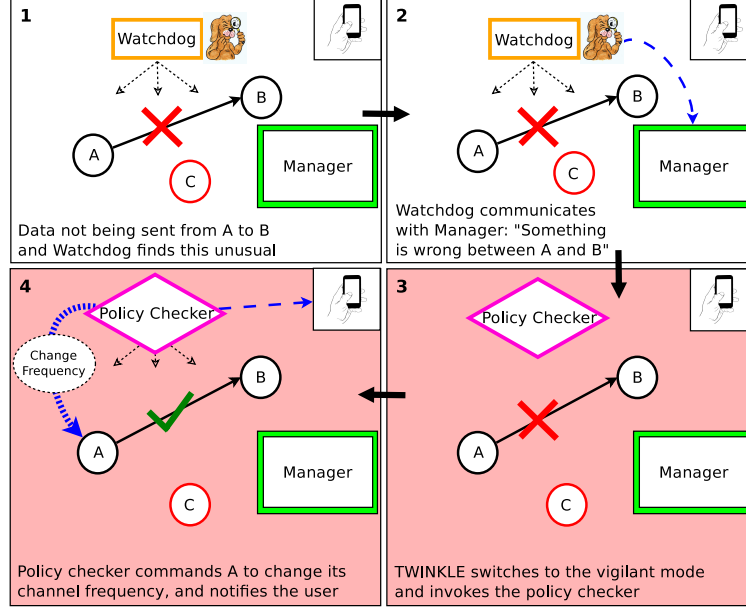 1
Watchdog
B
A
C
Manager
Data not being sent from A to B
and Watchdog finds this unusual
2
Watchdog
B
A
C
Manager
Watchdog communicates
with Manager: "Something
is wrong between A and B"
3
Policy Checker
B
A
Manager
C
TWINKLE switches to the vigilant mode
and invokes the policy checker
4
Policy Checker
Change
Frequency
B
A
Manager
C
Policy checker commands A to change its
channel frequency, and notifies the user